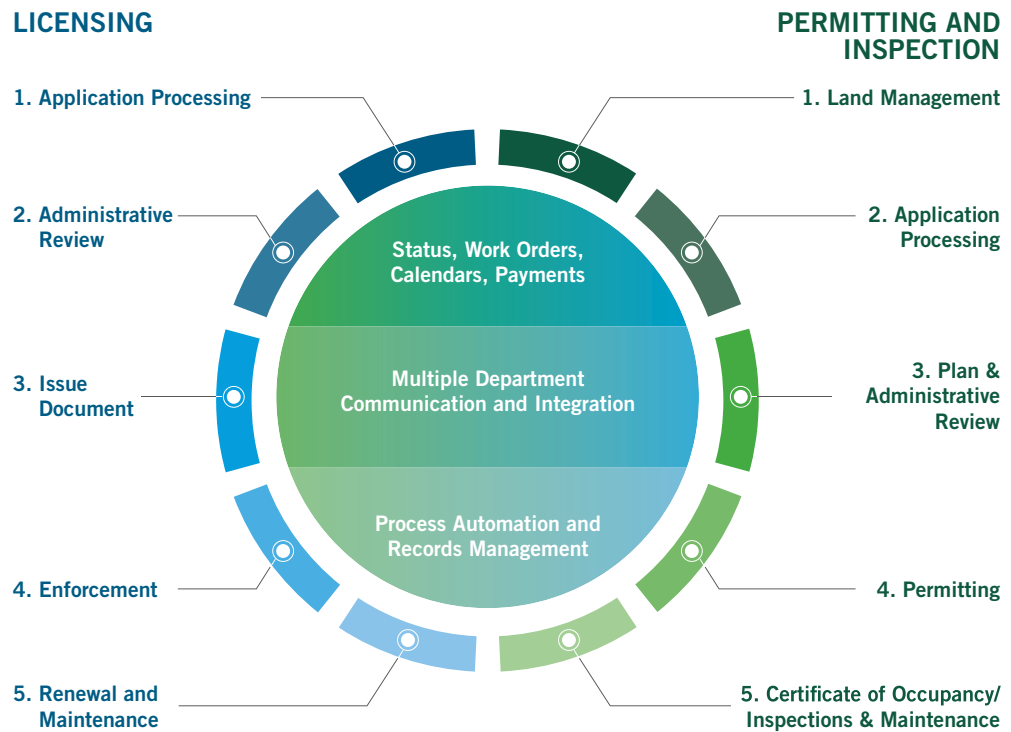 LICENSING
1. Application Processing
2. Administrative
Review
3. Issue
Document
4. Enforcement
5. Renewal and
Maintenance
Status, Work Orders,
Calendars, Payments
Multiple Department
Communication and Integration
Process Automation and
Records Management
PERMITTING AND
INSPECTION
1. Land Management
2. Application
Processing
3. Plan &
Administrative
Review
4. Permitting
5. Certificate of Occupancy/
Inspections & Maintenance